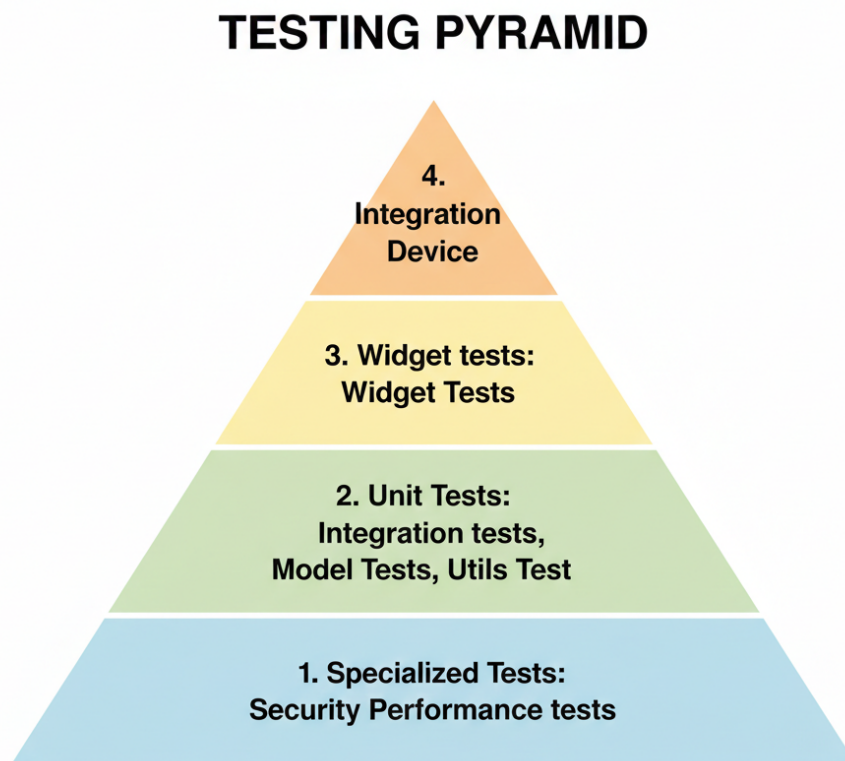 TESTING PYRAMID
4.
Integration
Device
3. Widget tests:
Widget Tests
2. Unit Tests:
Integration tests,
Model Tests, Utils Test
1. Specialized Tests:
Security Performance tests